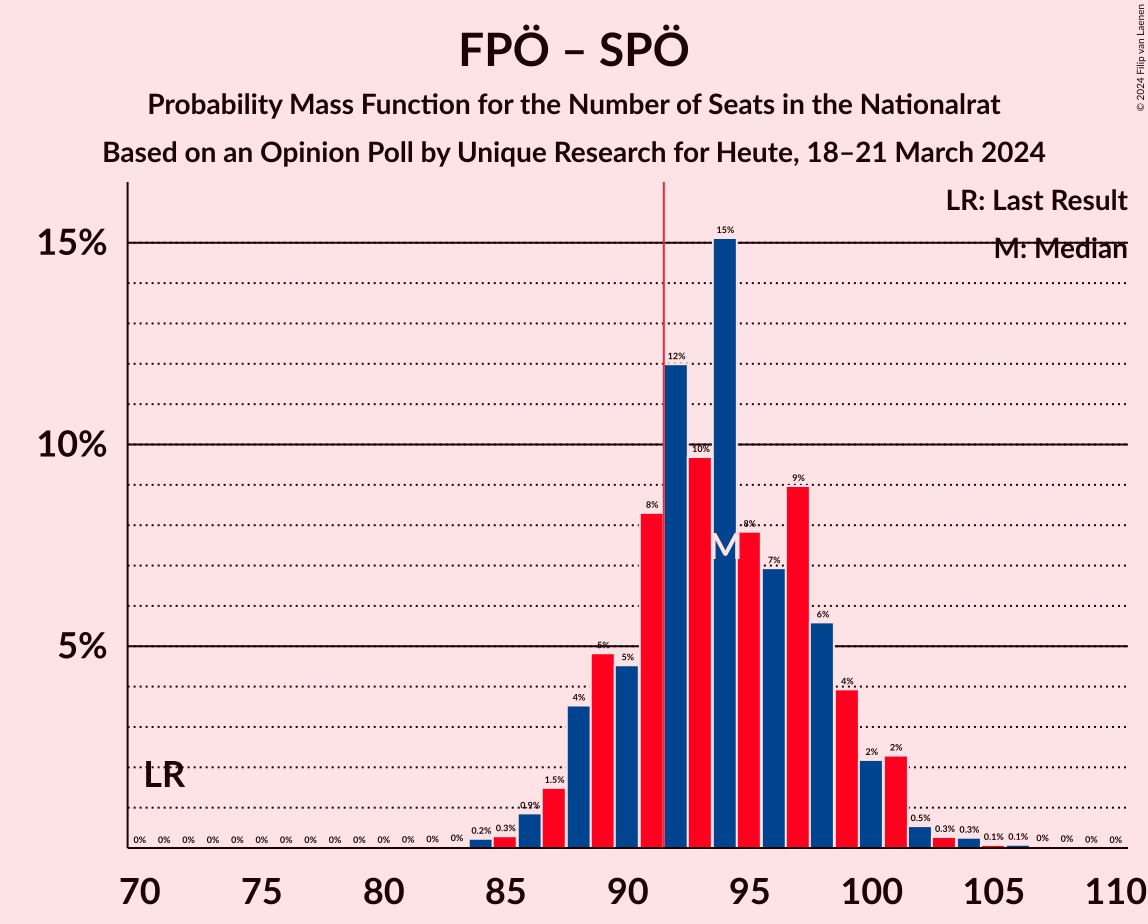 FPÖ – SPÖ
Probability Mass Function for the Number of Seats in the Nationalrat
Based on an Opinion Poll by Unique Research for Heute, 18–21 March 2024
© 2024 Filip van Laenen
LR: Last Result
M: Median
15%
10%
5%
LR
M
0% 0% 0% 0% 0% 0% 0% 0% 0% 0% 0% 0% 0% 0% 0.2% 0.3% 0.9% 1.5% 4% 5% 5% 8% 12% 10% 15% 8% 7% 9% 6% 4% 2% 2% 0.5% 0.3% 0.3% 0.1% 0.1% 0% 0% 0% 0%
70 75 80 85 90 95 100 105 110